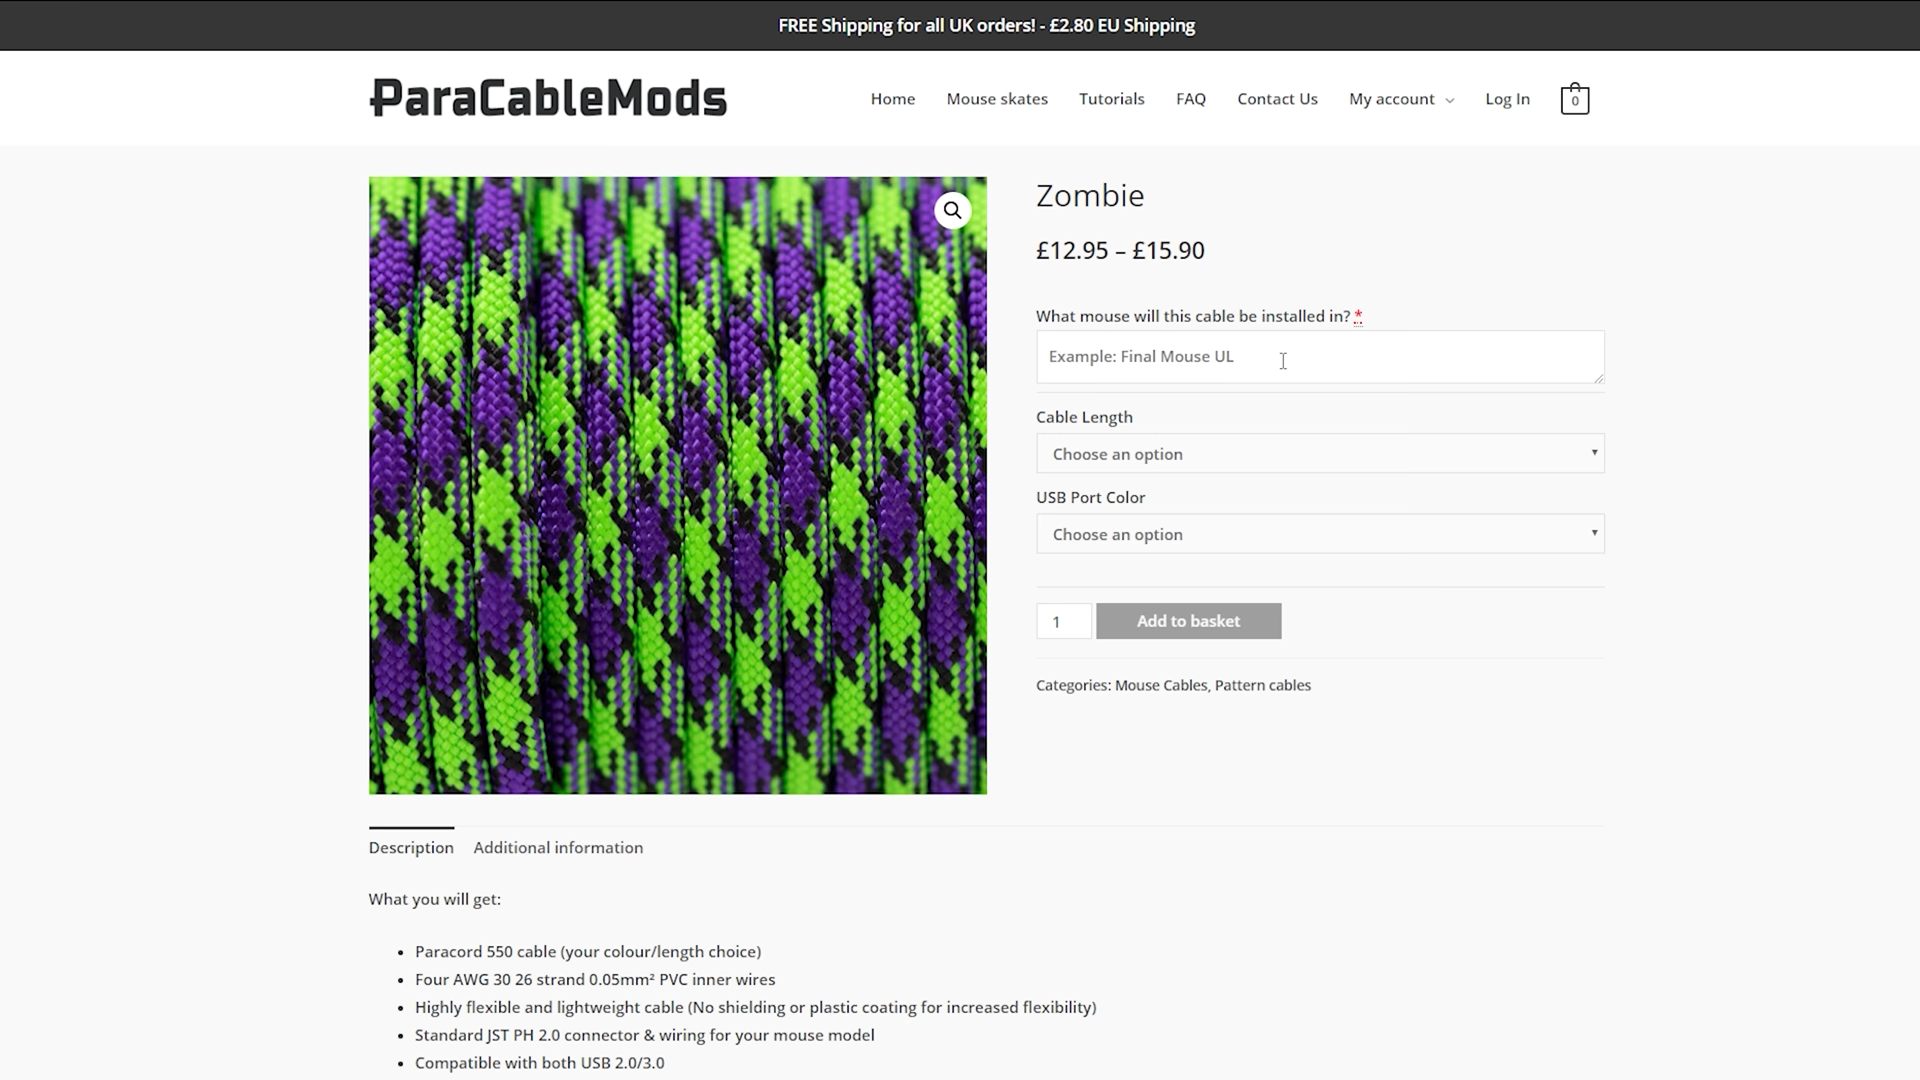 FREE Shipping for all UK orders! - £2.80 EU Shipping
ParaCableMods
Home Mouse skates Tutorials FAQ Contact Us My account Log In 0
Zombie
£12.95 – £15.90
What mouse will this cable be installed in? *
Example: Final Mouse UL
Cable Length
Choose an option
USB Port Color
Choose an option
1 Add to basket
Categories: Mouse Cables, Pattern cables
Description Additional information
What you will get:
• Paracord 550 cable (your colour/length choice)
• Four AWG 30 26 strand 0.05mm² PVC inner wires
• Highly flexible and lightweight cable (No shielding or plastic coating for increased flexibility)
• Standard JST PH 2.0 connector & wiring for your mouse model
• Compatible with both USB 2.0/3.0